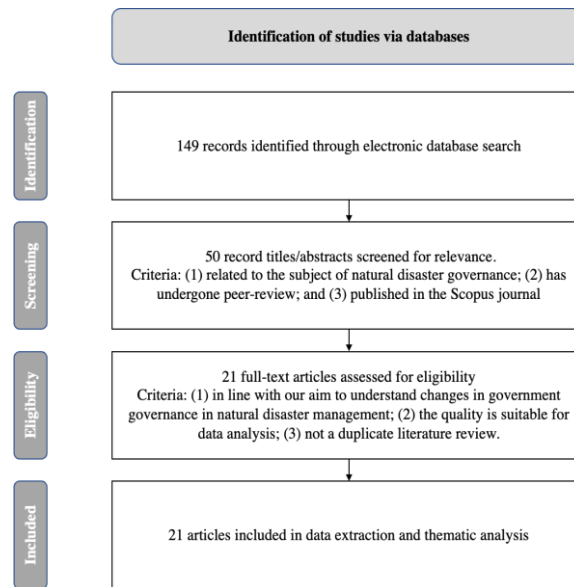 Identification of studies via databases
Identification
149 records identified through electronic database search
Screening
50 record titles/abstracts screened for relevance.
Criteria: (1) related to the subject of natural disaster governance; (2) has
undergone peer-review; and (3) published in the Scopus journal
Eligibility
21 full-text articles assessed for eligibility
Criteria: (1) in line with our aim to understand changes in government
governance in natural disaster management; (2) the quality is suitable for
data analysis; (3) not a duplicate literature review.
Included
21 articles included in data extraction and thematic analysis